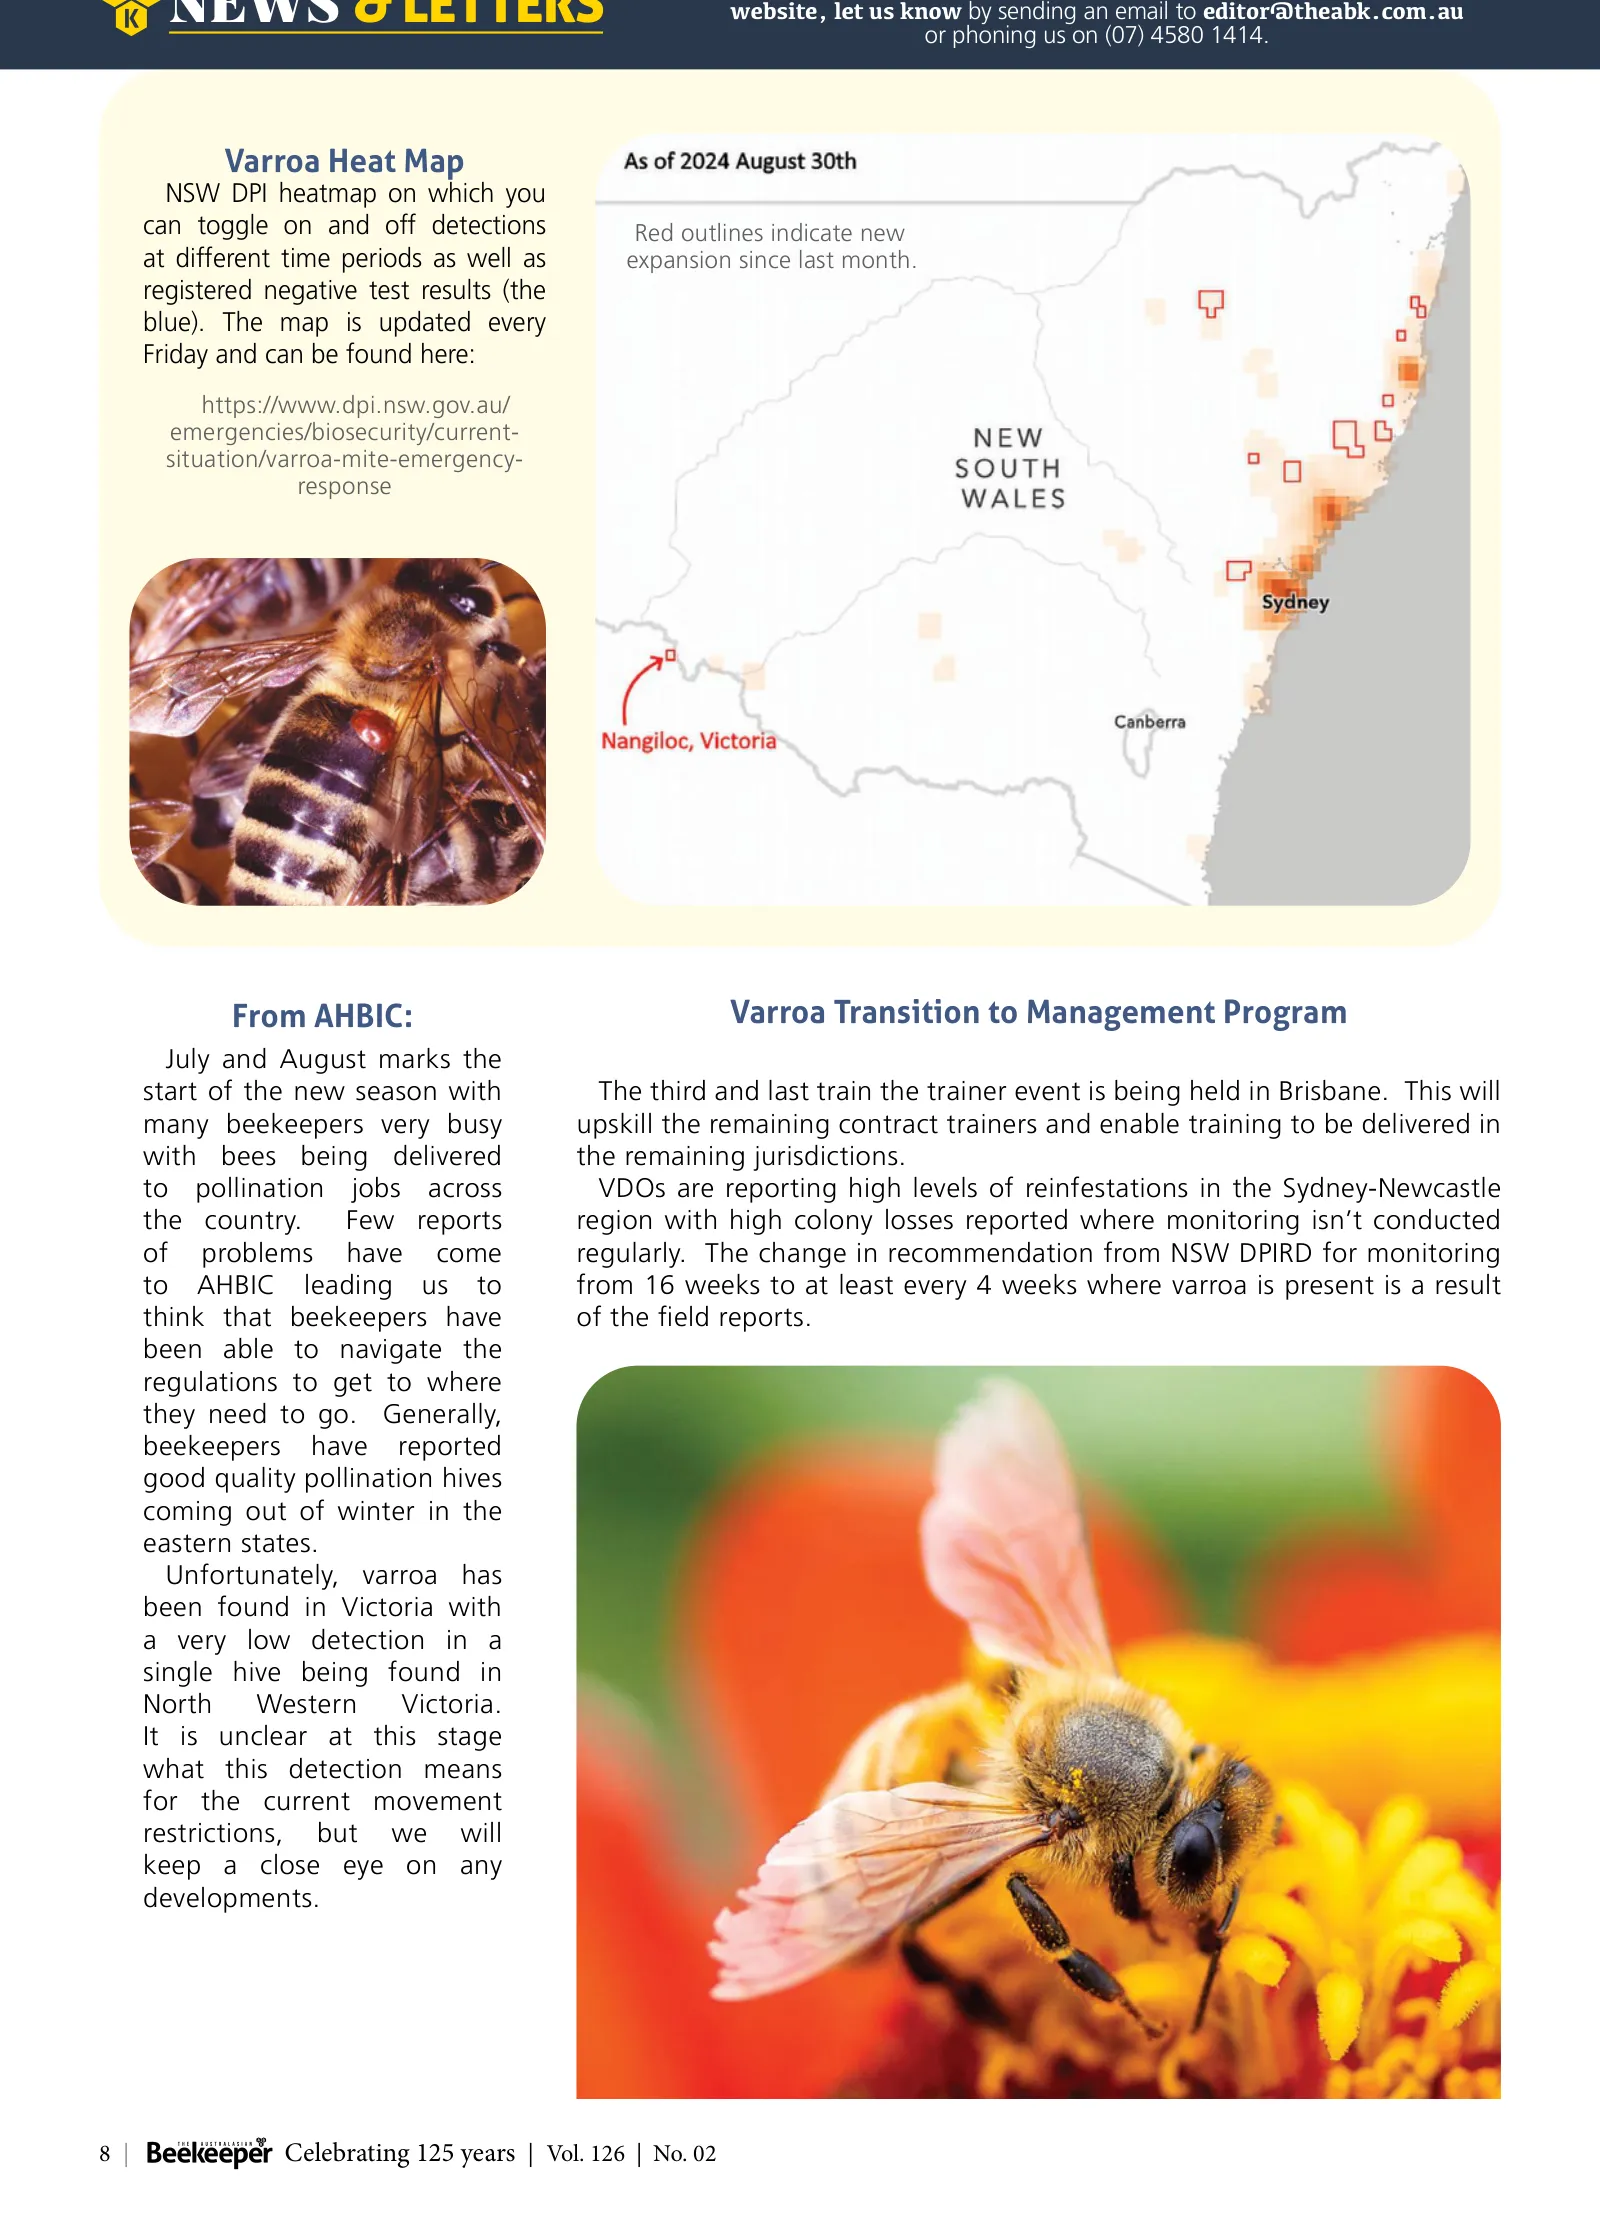 NEWS & LETTERS
website, let us know by sending an email to editor@theabk.com.au
or phoning us on (07) 4580 1414.
Varroa Heat Map
NSW DPI heatmap on which you
can toggle on and off detections
at different time periods as well as
registered negative test results (the
blue). The map is updated every
Friday and can be found here:
https://www.dpi.nsw.gov.au/
emergencies/biosecurity/current-
situation/varroa-mite-emergency-
response
As of 2024 August 30th
Red outlines indicate new
expansion since last month.
NEW
SOUTH
WALES
Sydney
Nangiloc, Victoria
Canberra
From AHBIC:
July and August marks the
start of the new season with
many beekeepers very busy
with bees being delivered
to pollination jobs across
the country. Few reports
of problems have come
to AHBIC leading us to
think that beekeepers have
been able to navigate the
regulations to get to where
they need to go. Generally,
beekeepers have reported
good quality pollination hives
coming out of winter in the
eastern states.
Unfortunately, varroa has
been found in Victoria with
a very low detection in a
single hive being found in
North Western Victoria.
It is unclear at this stage
what this detection means
for the current movement
restrictions, but we will
keep a close eye on any
developments.
Varroa Transition to Management Program
The third and last train the trainer event is being held in Brisbane. This will
upskill the remaining contract trainers and enable training to be delivered in
the remaining jurisdictions.
VDOs are reporting high levels of reinfestations in the Sydney-Newcastle
region with high colony losses reported where monitoring isn't conducted
regularly. The change in recommendation from NSW DPIRD for monitoring
from 16 weeks to at least every 4 weeks where varroa is present is a result
of the field reports.
8 | THE AUSTRALASIAN Beekeeper Celebrating 125 years | Vol. 126 | No. 02